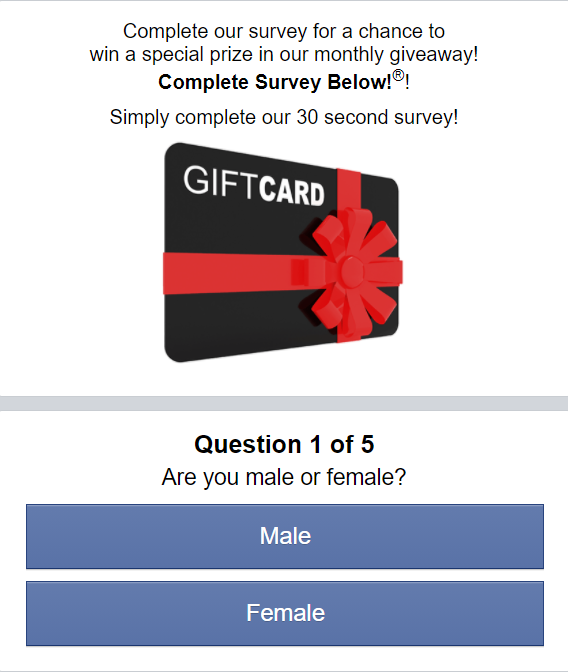 Complete our survey for a chance to
win a special prize in our monthly giveaway!
Complete Survey Below!®!
Simply complete our 30 second survey!
GIFTCARD
Question 1 of 5
Are you male or female?
Male
Female